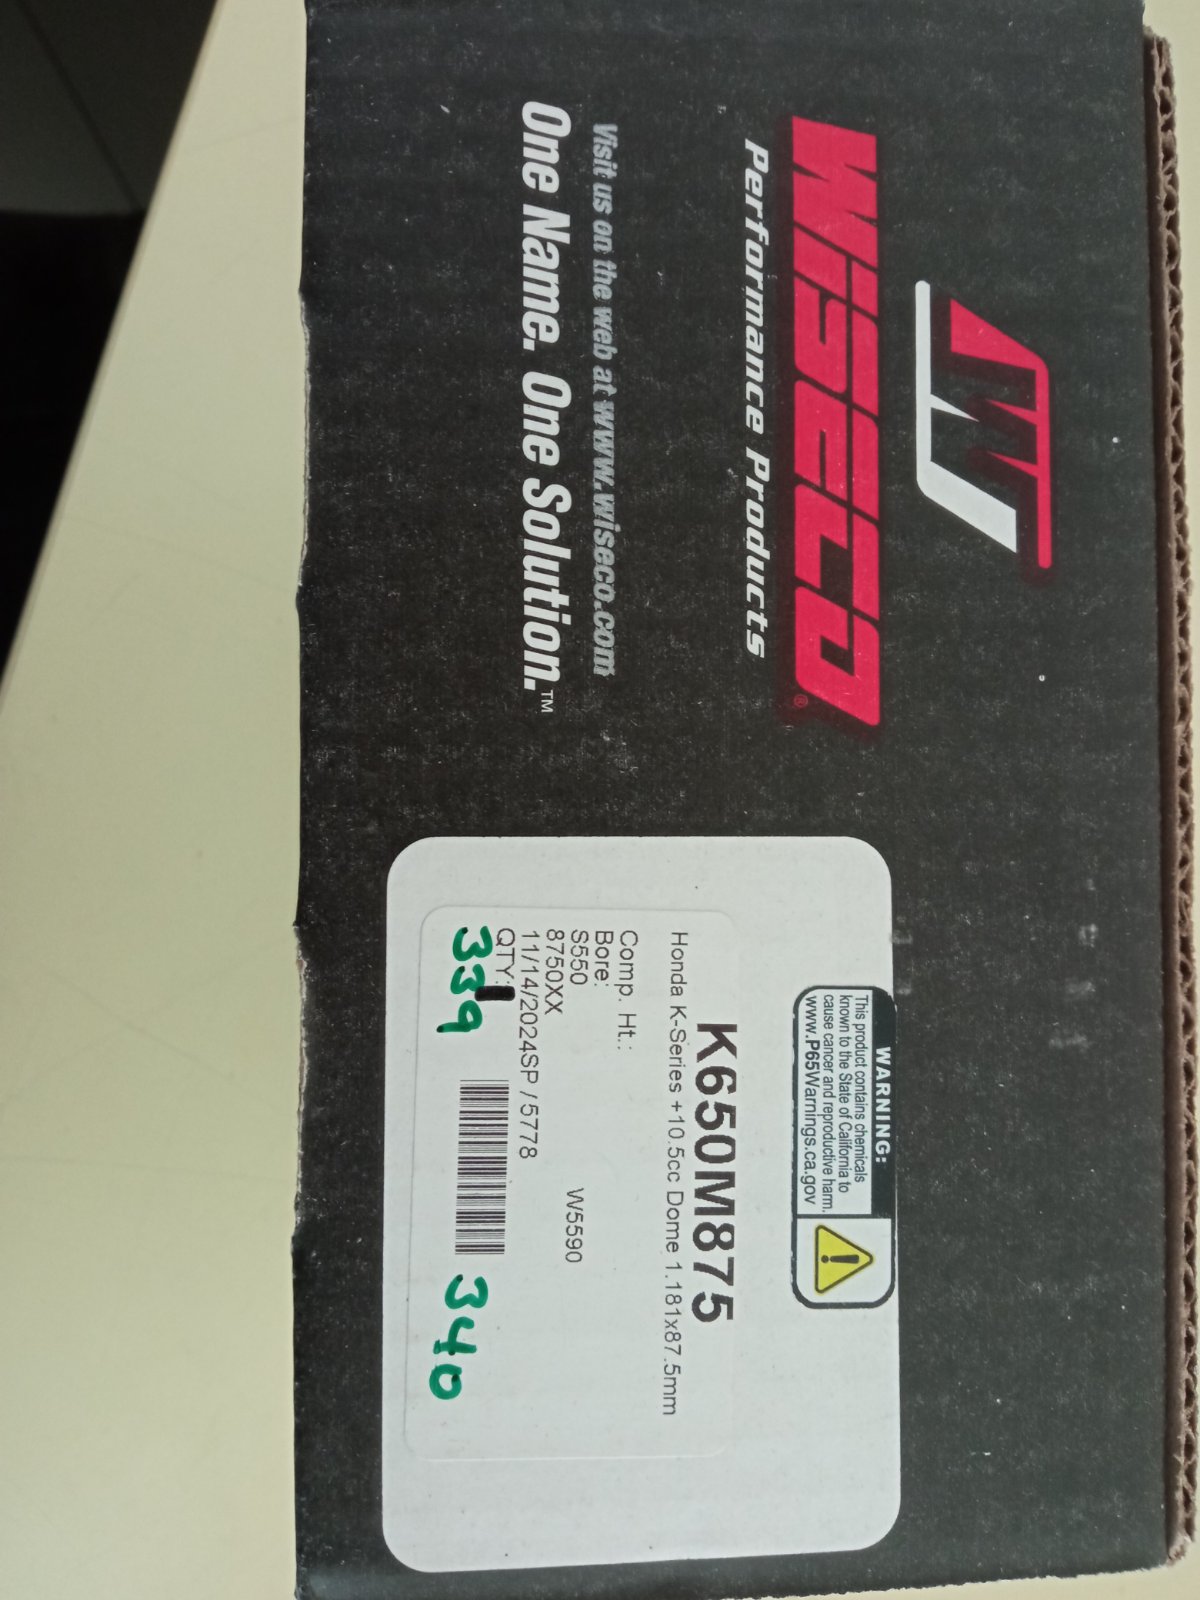 WISECO®
Performance Products
Visit us on the web at www.wiseco.com
One Name. One Solution.™
WARNING:
This product contains chemicals
known to the State of California to
cause cancer and reproductive harm.
www.P65Warnings.ca.gov
K650M875
Honda K-Series +10.5cc Dome 1.181x87.5mm
Comp. Ht.:
Bore:
S550 W5590
8750XX
11/14/2024SP / 5778
QTY:
339 340